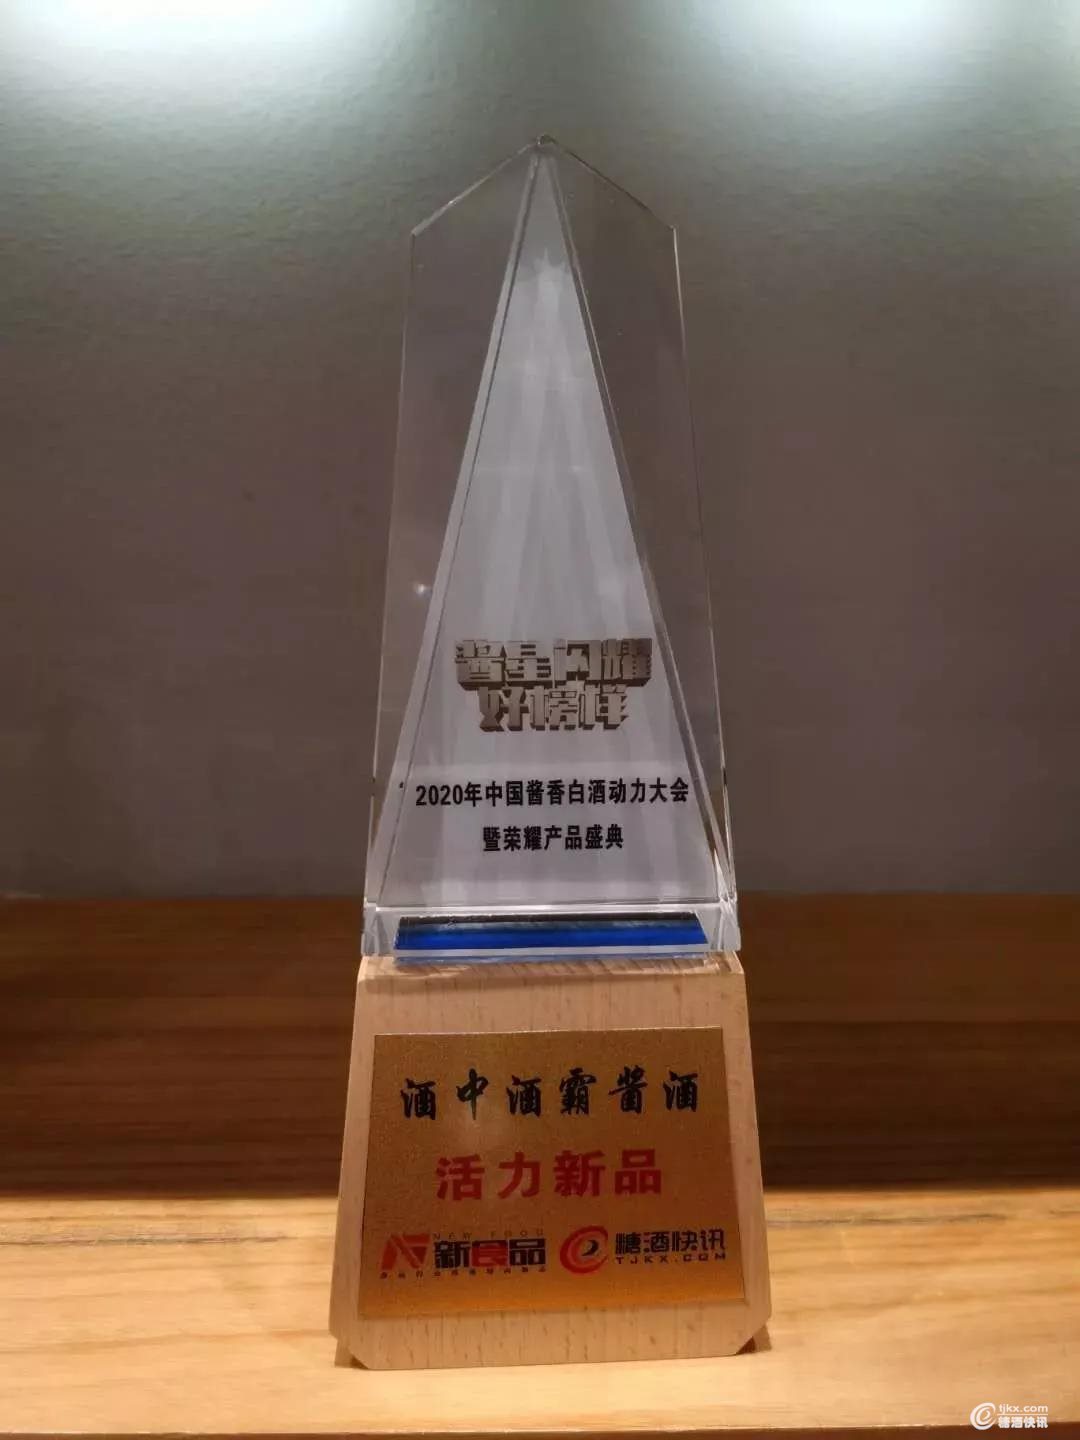 酱星闪耀
好榜样
2020年中国酱香白酒动力大会
暨荣耀产品盛典
酒中酒霸酱酒
活力新品
NEW FOOD
新食品
糖酒快讯
TJKX.COM
tjkx.com
糖酒快讯